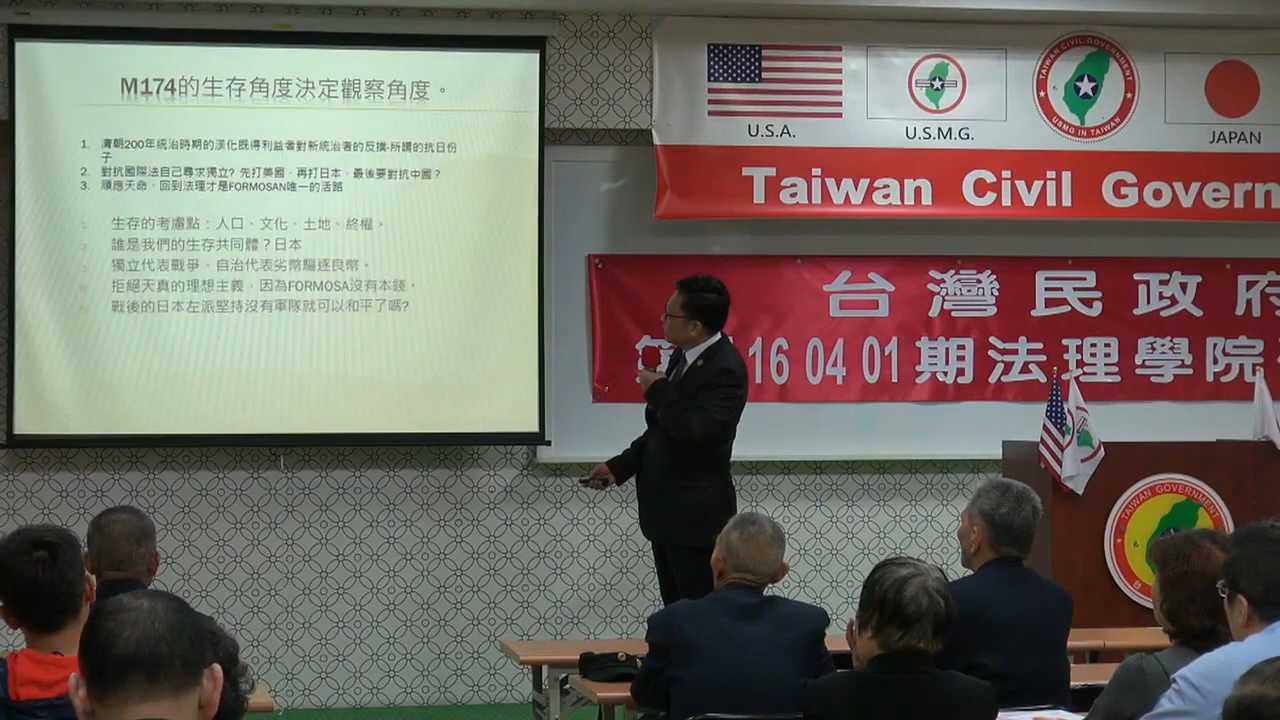 M174的生存角度決定觀察角度。
1. 清朝200年統治時期的漢化既得利益者對新統治者的反撲-所謂的抗日份
子
2. 對抗國際法自己尋求獨立? 先打美國、再打日本、最後要對抗中國?
3. 順應天命、回到法理才是FORMOSAN唯一的活路
生存的考慮點:人口、文化、土地、終權。
誰是我們的生存共同體?日本
獨立代表戰爭、自治代表劣幣驅逐良幣。
拒絕天真的理想主義,因為FORMOSA沒有本錢。
戰後的日本左派堅持沒有軍隊就可以和平了嗎?
U.S.A.
U.S.M.G.
TAIWAN CIVIL GOVERNMENT
USMG IN TAIWAN
JAPAN
Taiwan Civil Governm
台灣民政府
16 04 01期法理學院
TAIWAN GOVERNMENT
台